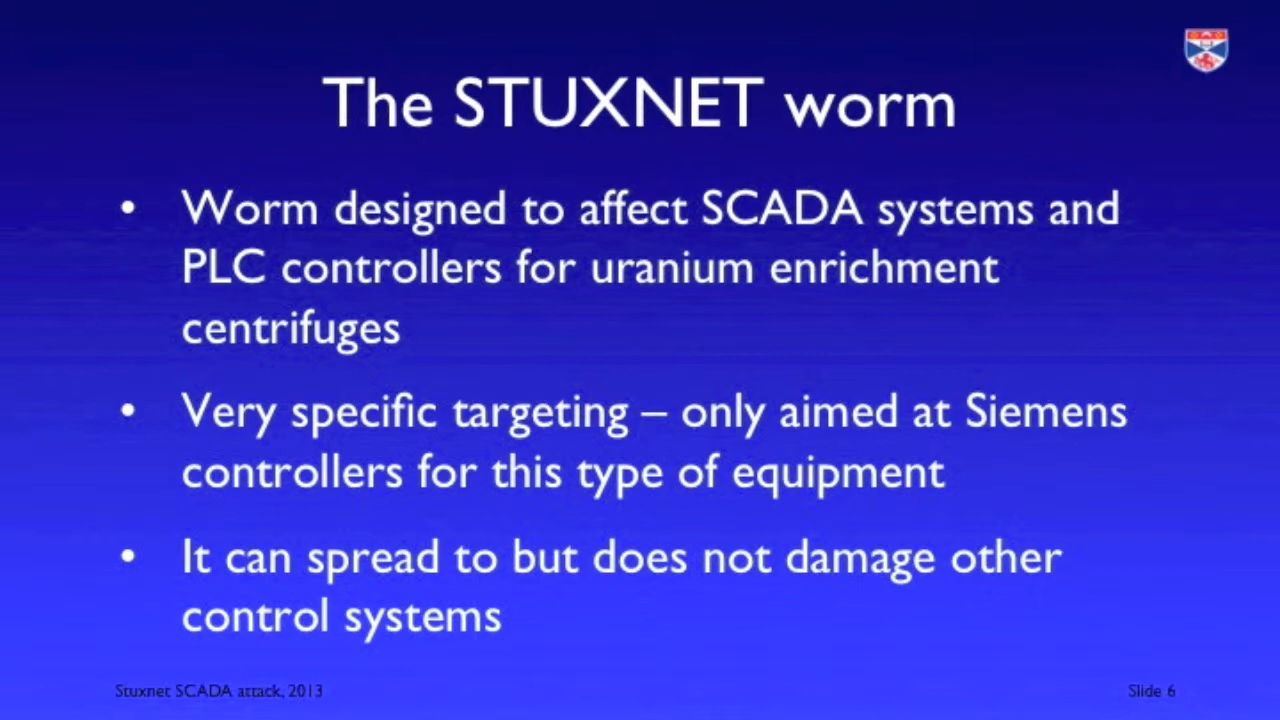 The STUXNET worm
• Worm designed to affect SCADA systems and
PLC controllers for uranium enrichment
centrifuges
• Very specific targeting – only aimed at Siemens
controllers for this type of equipment
• It can spread to but does not damage other
control systems
Stuxnet SCADA attack, 2013
Slide 6